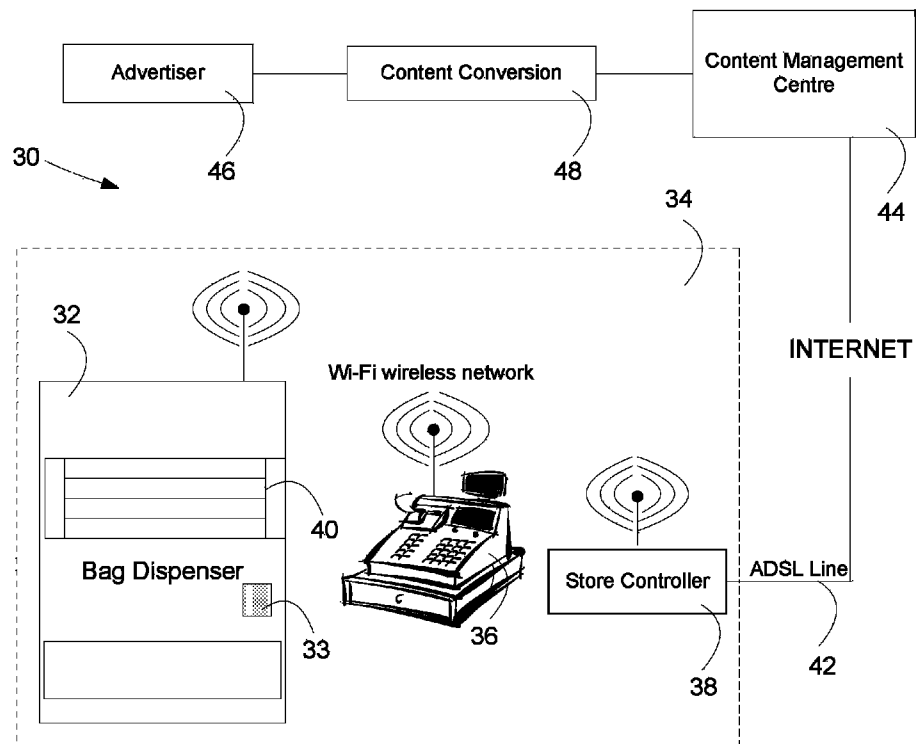 Advertiser
Content Conversion
Content Management
Centre
46
48
44
30
34
32
INTERNET
Wi-Fi wireless network
40
Bag Dispenser
33
36
Store Controller
38
ADSL Line
42